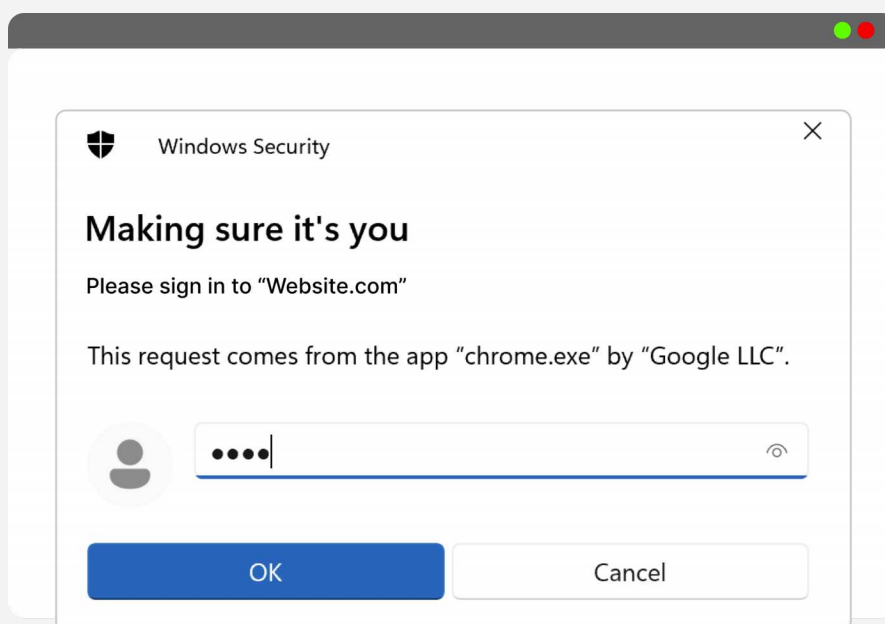 Windows Security
Making sure it's you
Please sign in to “Website.com”
This request comes from the app “chrome.exe” by “Google LLC”.
••••
OK
Cancel